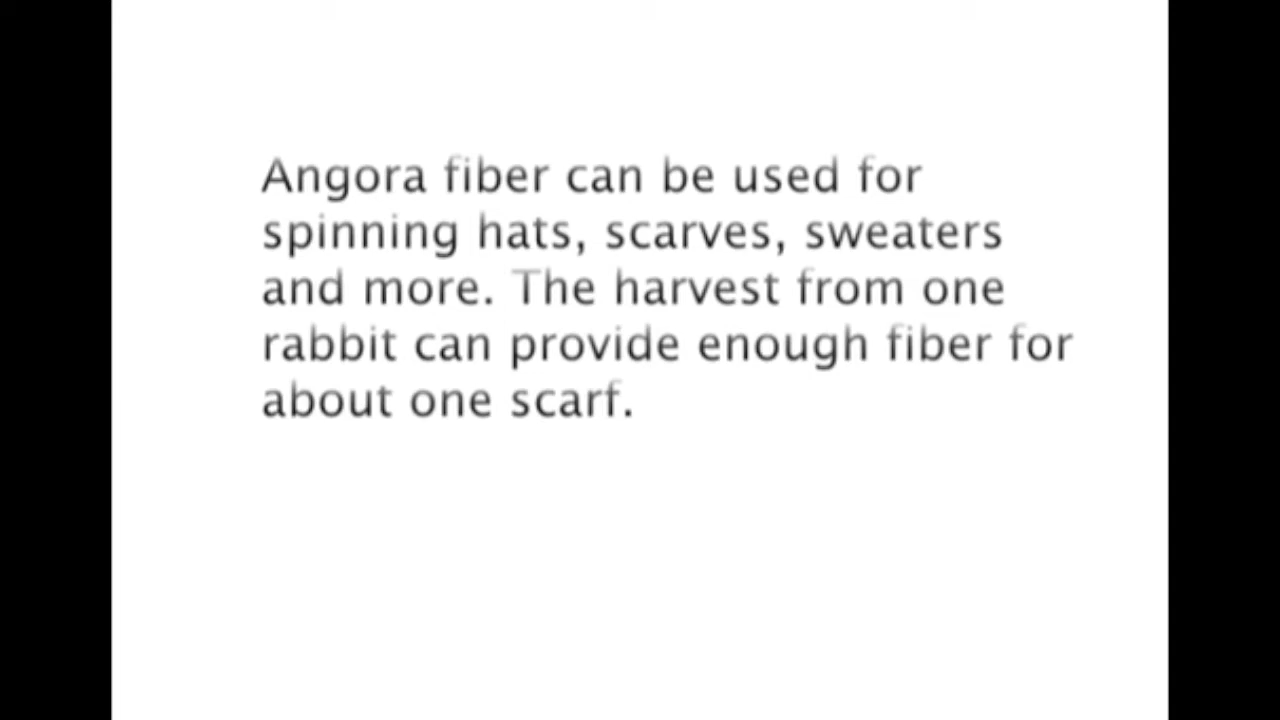 Angora fiber can be used for
spinning hats, scarves, sweaters
and more. The harvest from one
rabbit can provide enough fiber for
about one scarf.